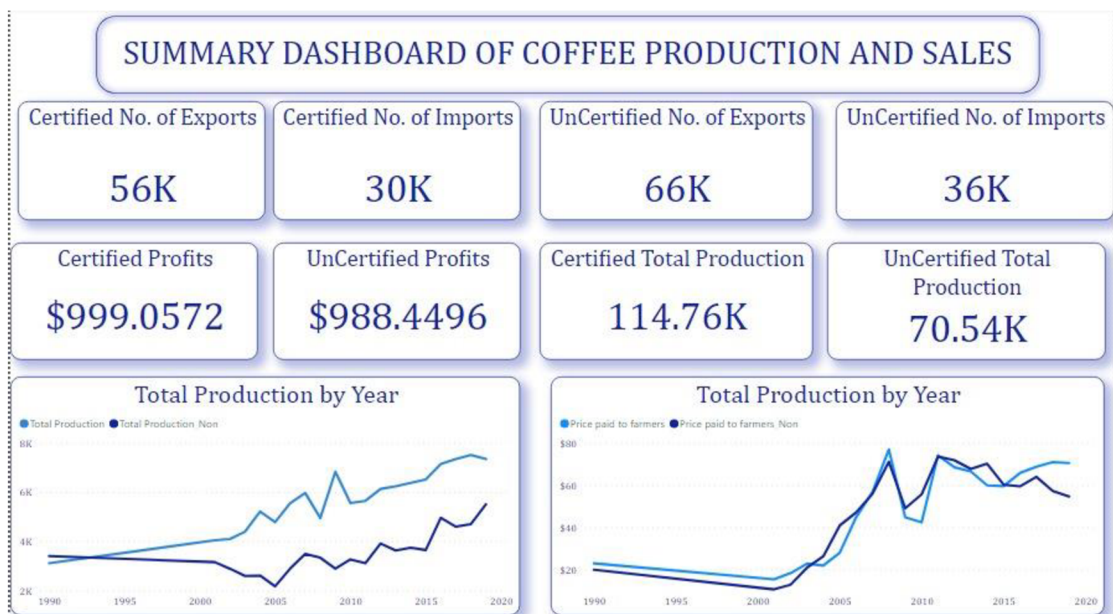 SUMMARY DASHBOARD OF COFFEE PRODUCTION AND SALES
Certified No. of Exports
56K
Certified No. of Imports
30K
UnCertified No. of Exports
66K
UnCertified No. of Imports
36K
Certified Profits
$999.0572
UnCertified Profits
$988.4496
Certified Total Production
114.76K
UnCertified Total
Production
70.54K
Total Production by Year
Total Production Total Production Non
8K
6K
4K
2K
1990 1995 2000 2005 2010 2015 2020
Total Production by Year
Price paid to farmers Price paid to farmers Non
$80
$60
$40
$20
1990 1995 2000 2005 2010 2015 2020